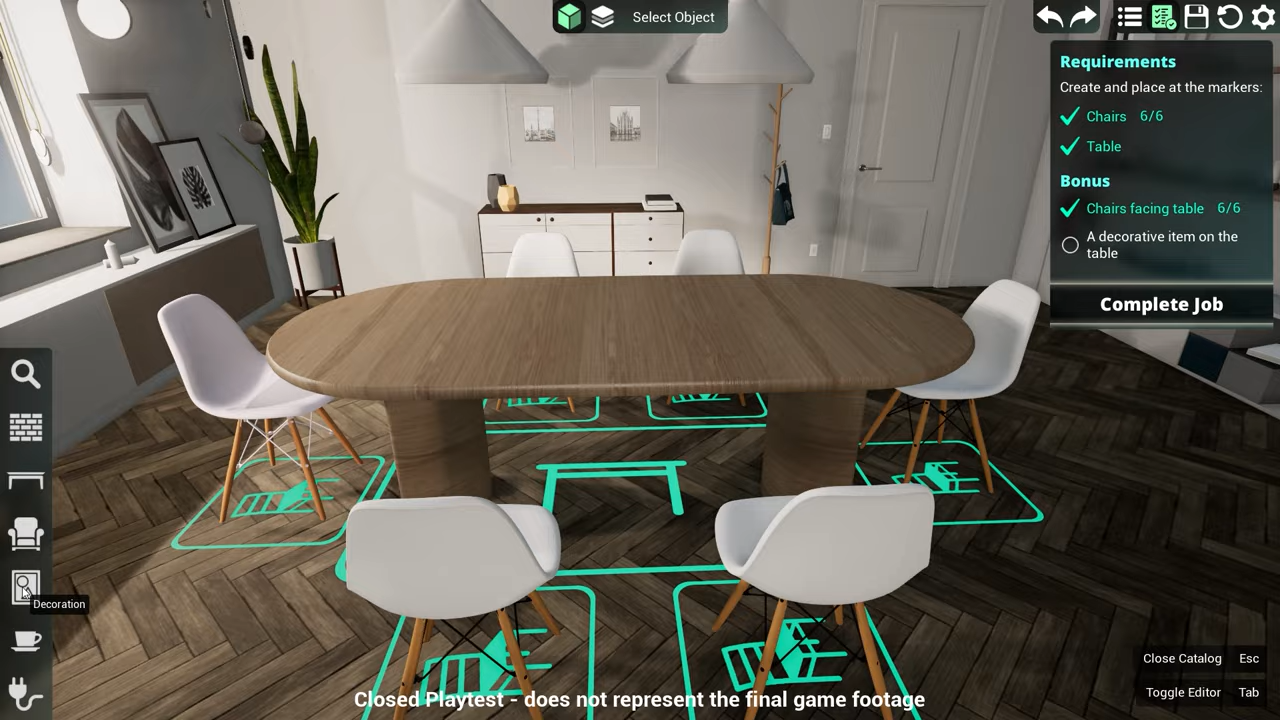 Select Object
Requirements
Create and place at the markers:
Chairs 6/6
Table
Bonus
Chairs facing table 6/6
A decorative item on the
table
Complete Job
Decoration
Close Catalog Esc
Toggle Editor Tab
Closed Playtest - does not represent the final game footage